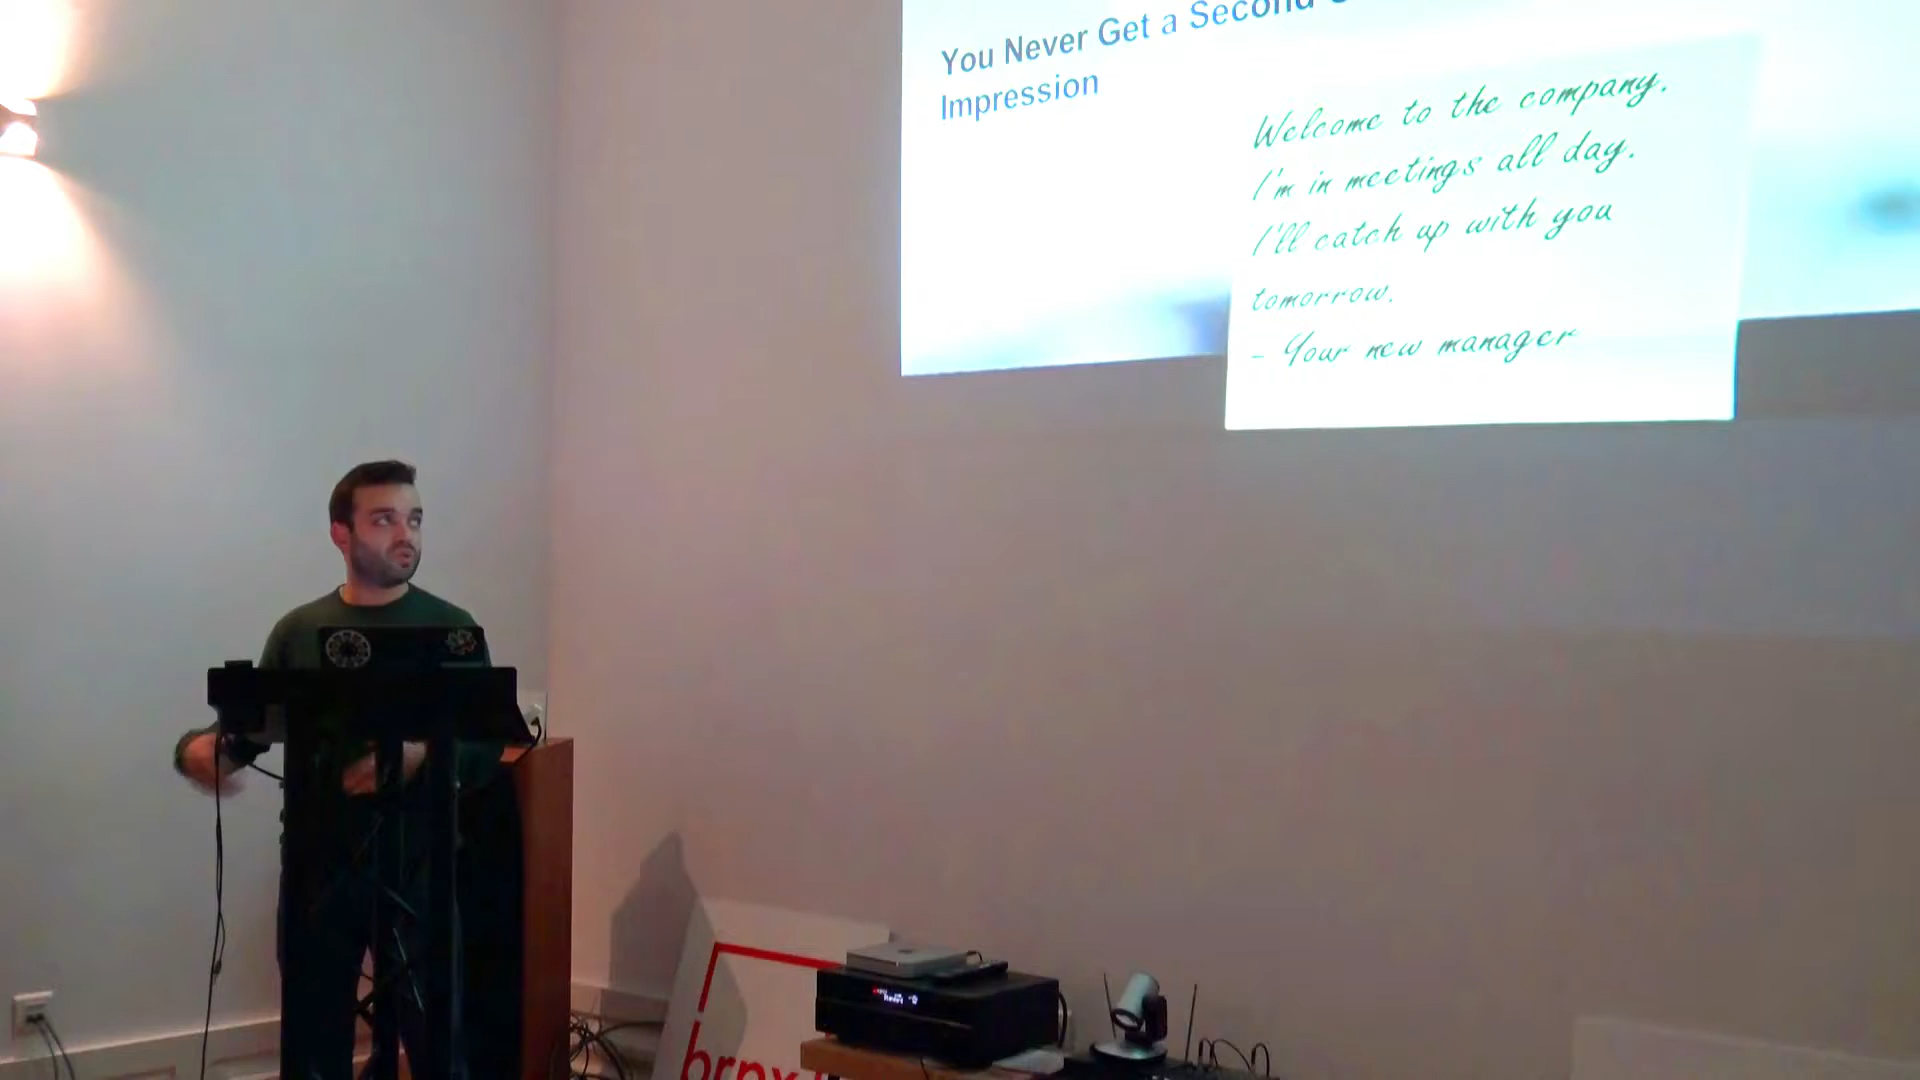 You Never Get a Second
Impression
Welcome to the company.
I'm in meetings all day.
I'll catch up with you
tomorrow.
- Your new manager